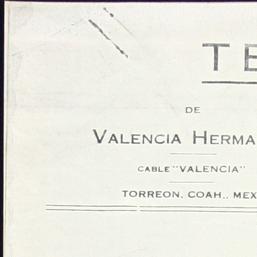 TE
DE
VALENCIA HERMA
CABLE "VALENCIA"
TORREON, COAH., MEX